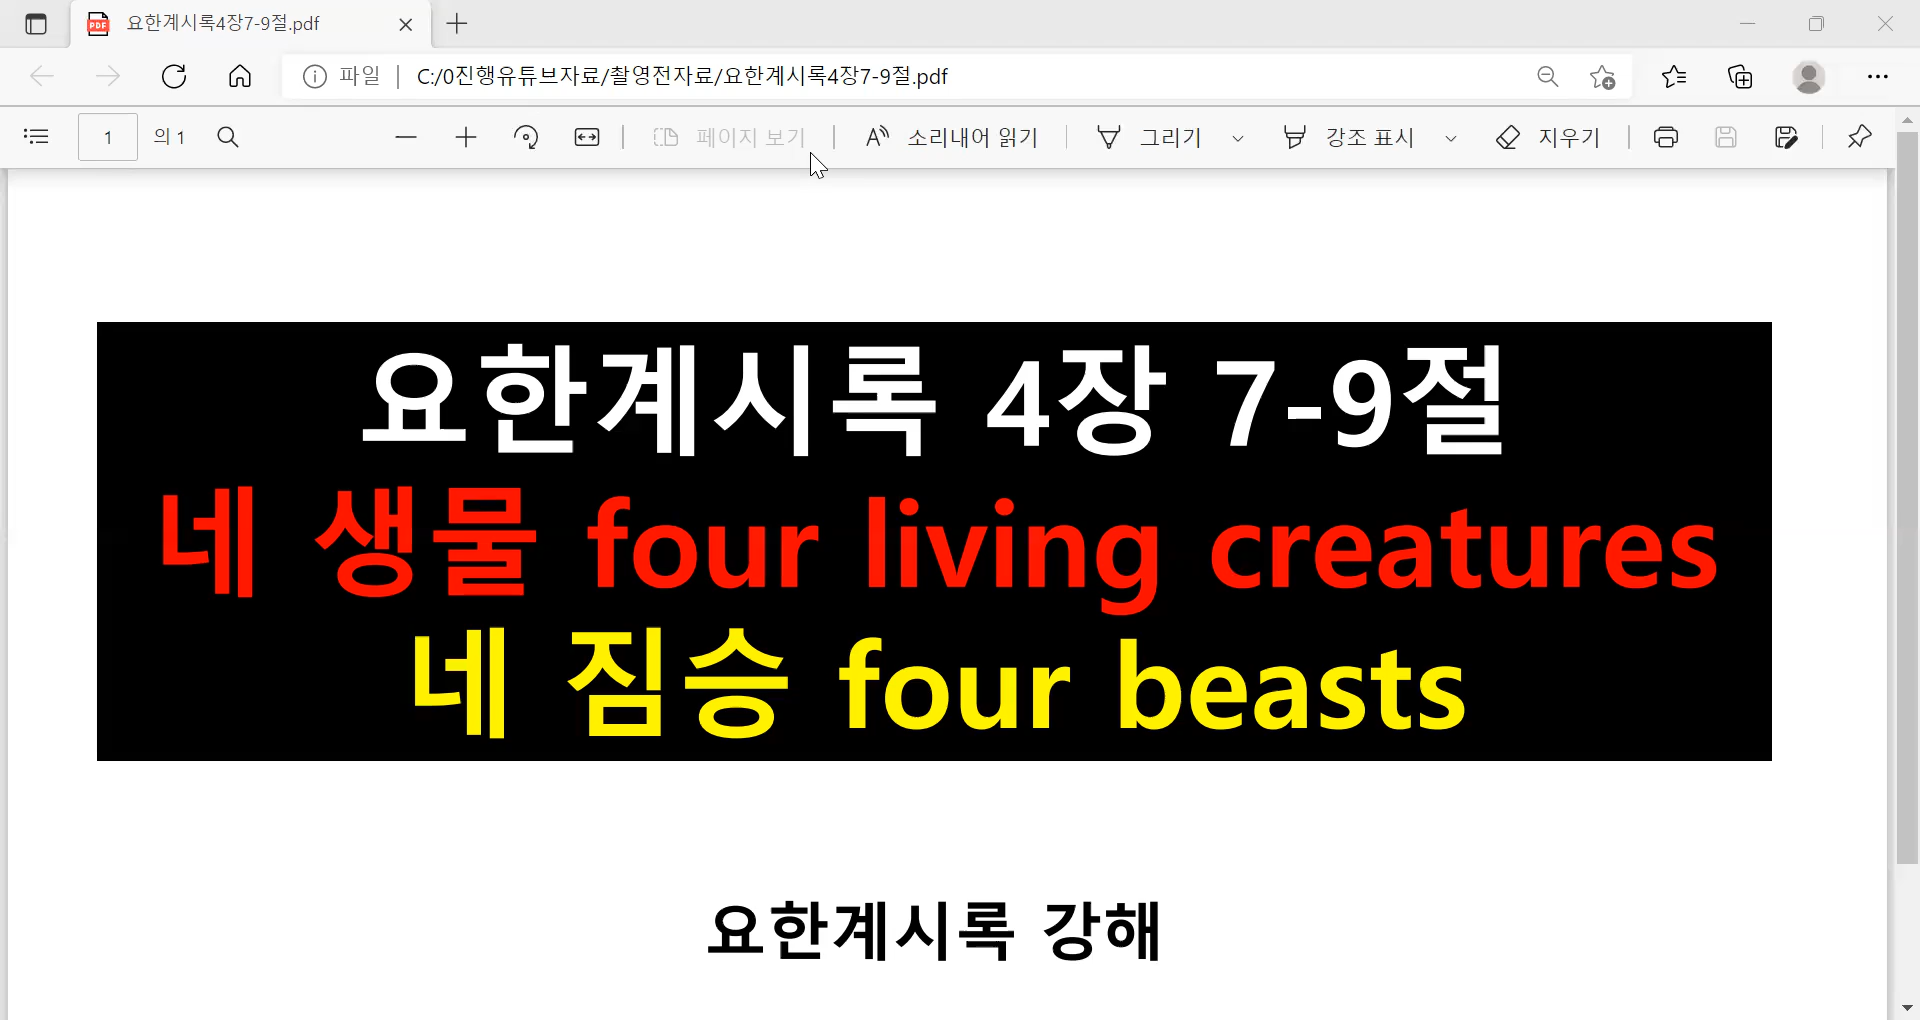 요한계시록4장7-9절.pdf
파일 | C:/0진행유튜브자료/촬영전자료/요한계시록4장7-9절.pdf
1 의 1 페이지 보기 소리내어 읽기 그리기 강조 표시 지우기
요한계시록 4장 7-9절
네 생물 four living creatures
네 짐승 four beasts
요한계시록 강해